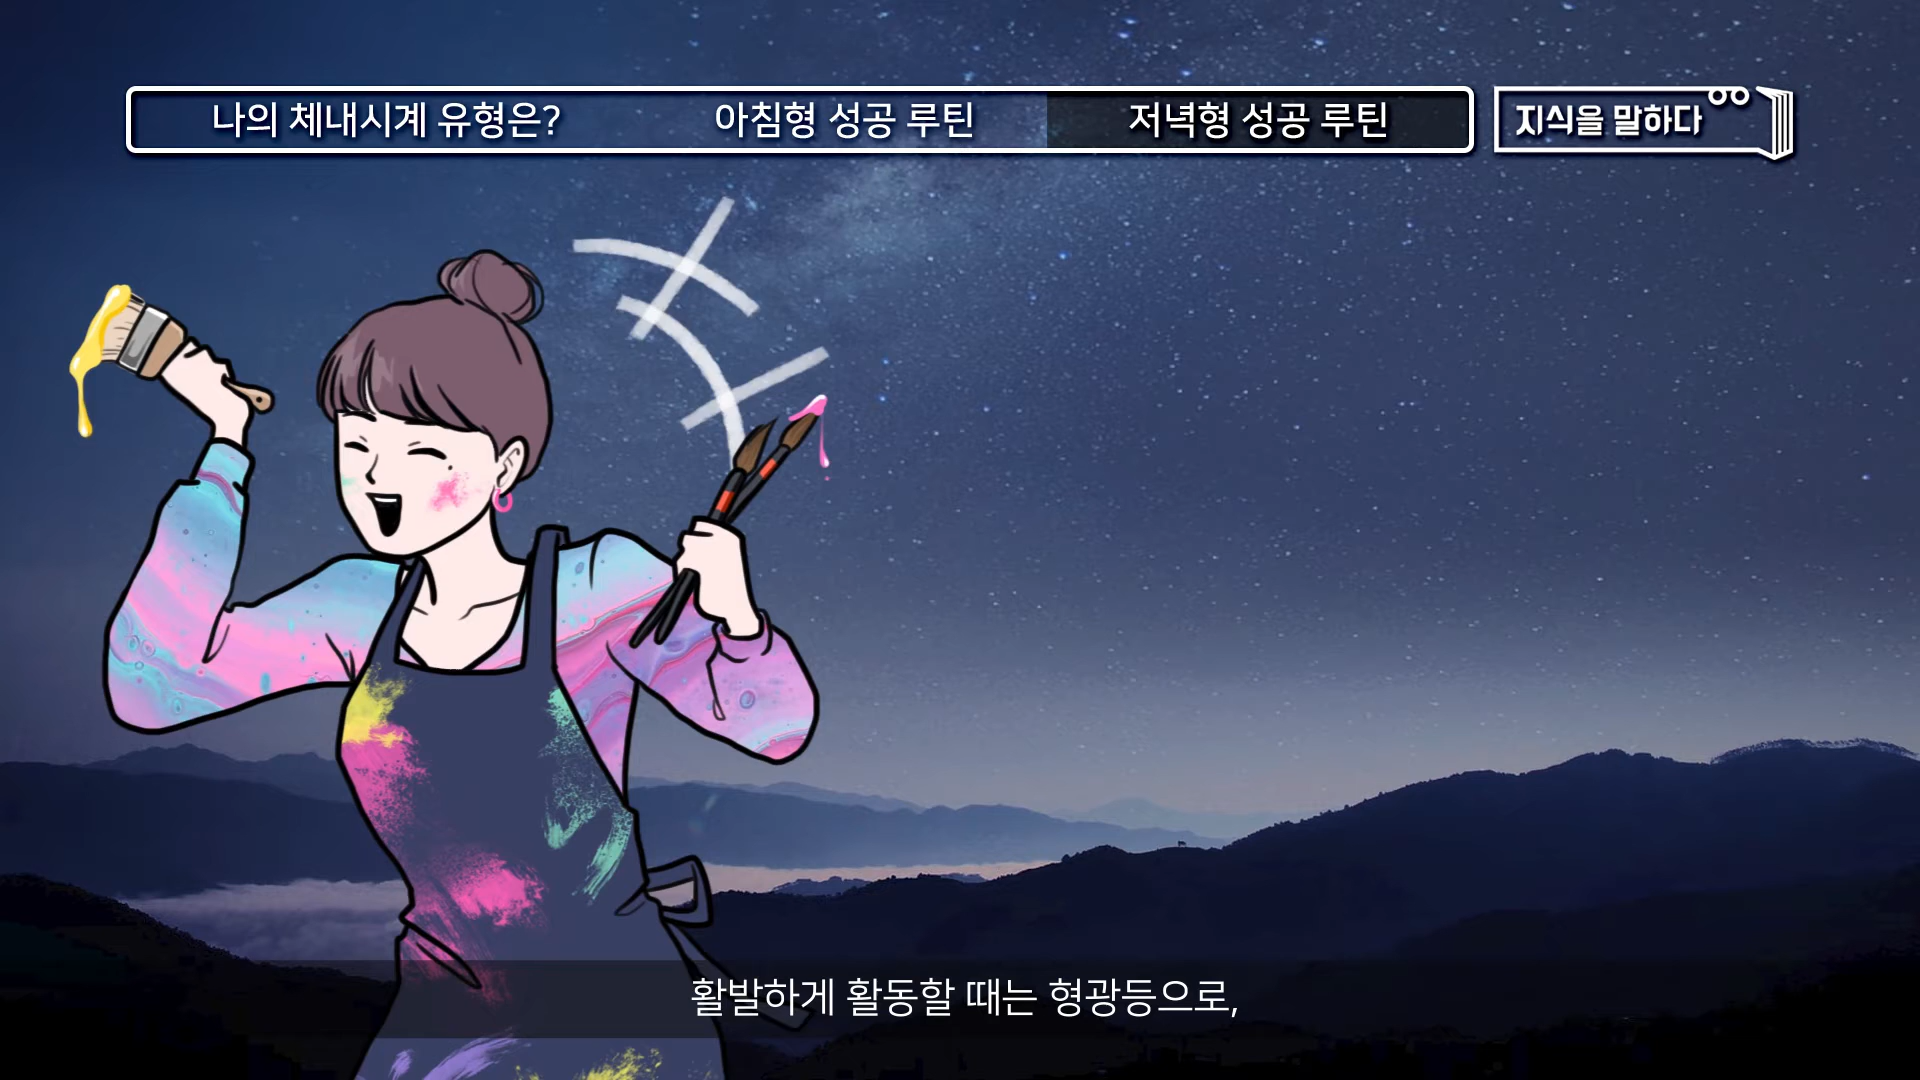 나의 체내시계 유형은? 아침형 성공 루틴 저녁형 성공 루틴 지식을 말하다
활발하게 활동할 때는 형광등으로,